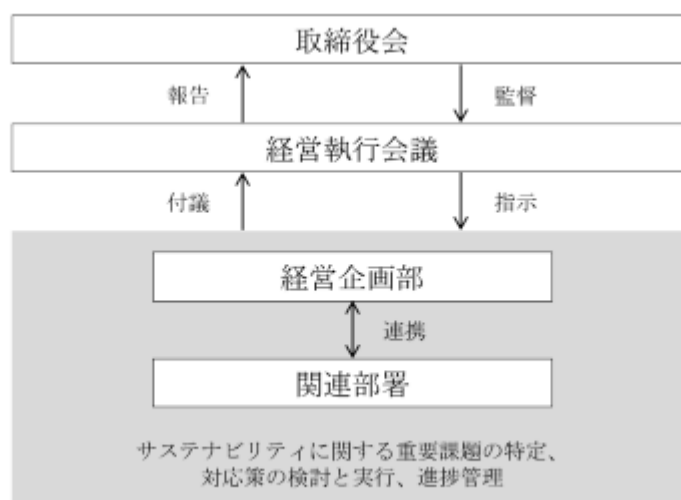 取締役会
報告
監督
経営執行会議
付議
指示
経営企画部
連携
関連部署
サステナビリティに関する重要課題の特定、
対応策の検討と実行、進捗管理